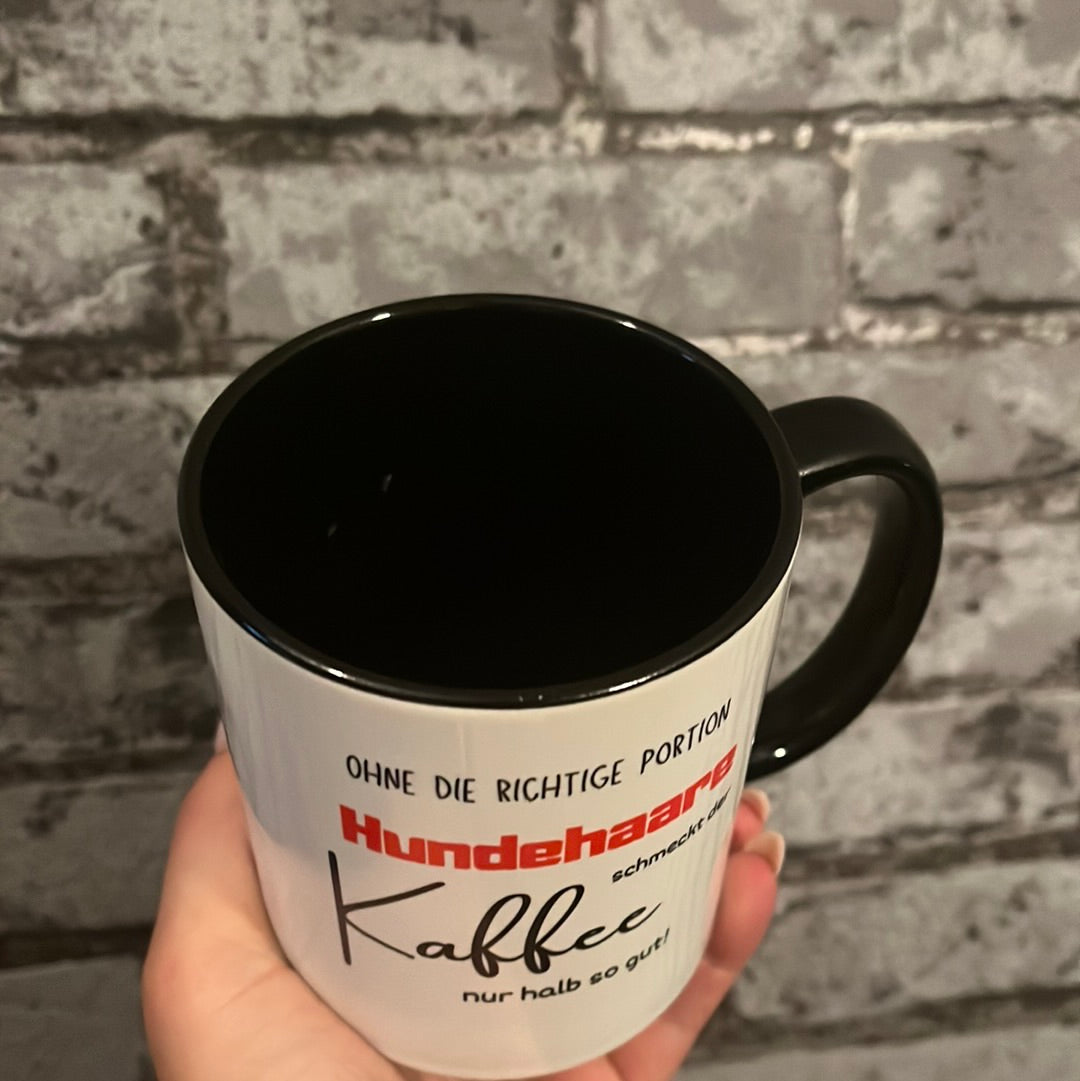 OHNE DIE RICHTIGE PORTION
Hundehaare
schmeckt der
Kaffee
nur halb so gut!